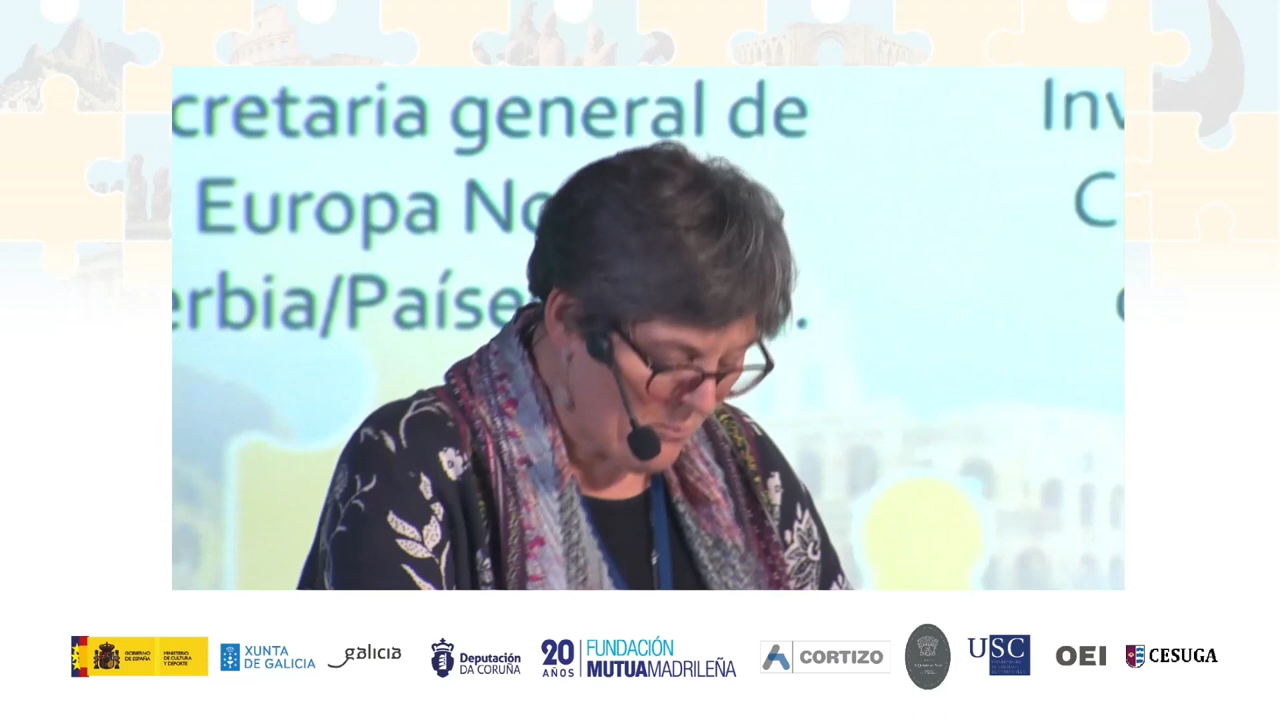 cretaria general de
Inv
Europa No
C
erbia/Paíse
.
GOBIERNO
DE ESPAÑA
MINISTERIO
DE CULTURA
Y DEPORTE
XUNTA
DE GALICIA
galicia
Deputación
DA CORUÑA
20
AÑOS
FUNDACIÓN
MUTUAMADRILEÑA
CORTIZO
USC
OEI
CESUGA